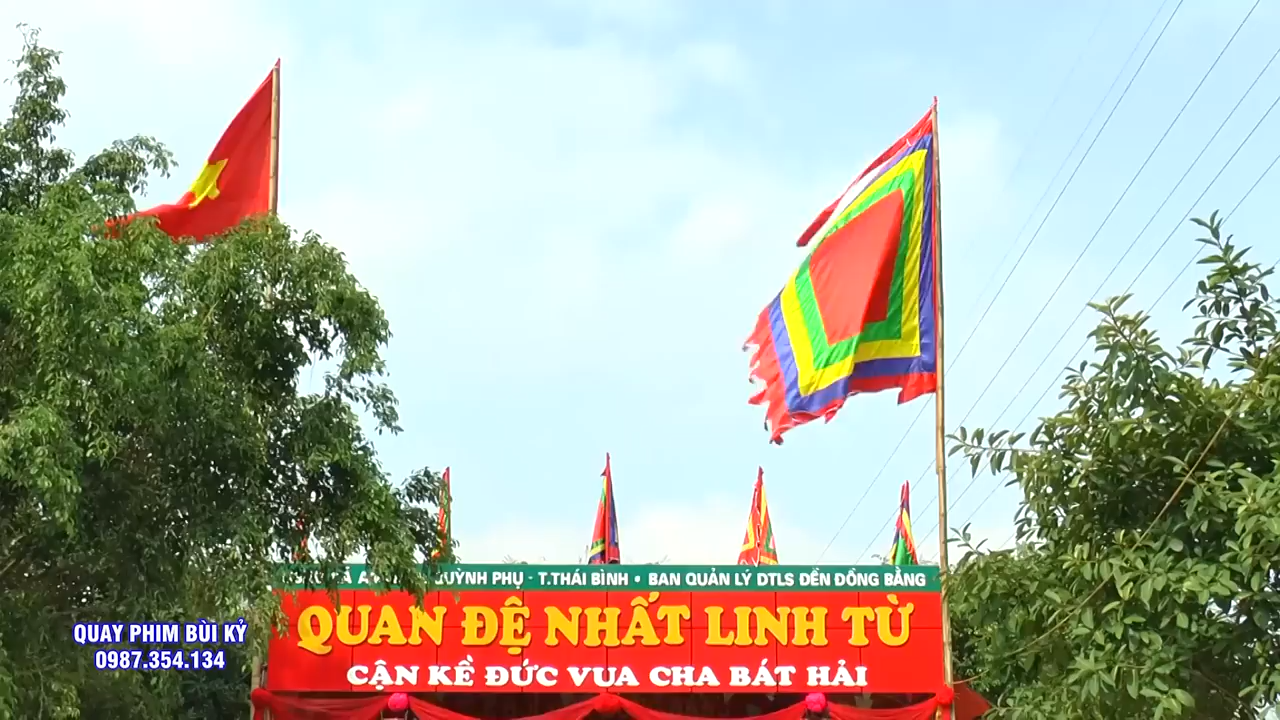 QUỲNH PHỤ - T.THÁI BÌNH • BAN QUẢN LÝ DTLS ĐỀN ĐỒNG BẰNG
QUAN ĐỆ NHẤT LINH TỪ
CẬN KỀ ĐỨC VUA CHA BÁT HẢI
QUAY PHIM BÙI KỶ
0987.354.134